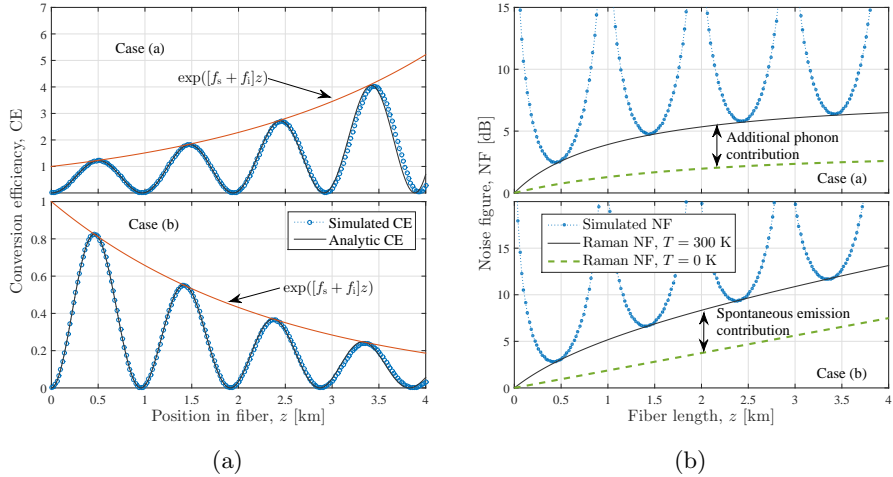 7
6
5
4
3
2
1
0
Case (a)
exp([f_s + f_i]z)
1
0.8
0.6
0.4
0.2
0
Case (b)
Simulated CE
Analytic CE
exp([f_s + f_i]z)
0 0.5 1 1.5 2 2.5 3 3.5 4
Position in fiber, z [km]
Conversion efficiency, CE
(a)
15
10
5
0
Additional phonon
contribution
Case (a)
15
10
5
0
Simulated NF
Raman NF, T = 300 K
Raman NF, T = 0 K
Spontaneous emission
contribution
Case (b)
0 0.5 1 1.5 2 2.5 3 3.5 4
Fiber length, z [km]
Noise figure, NF [dB]
(b)